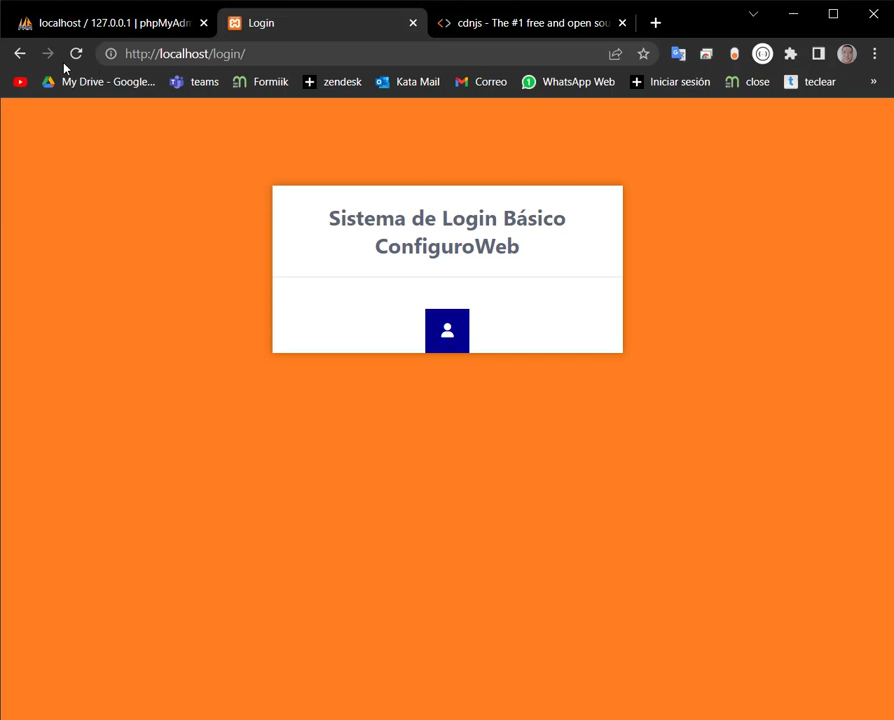 localhost / 127.0.0.1 | phpMyAdm
Login
cdnjs - The #1 free and open sou
http://localhost/login/
My Drive - Google...
teams
Formiik
zendesk
Kata Mail
Correo
WhatsApp Web
Iniciar sesión
close
teclear
»
Sistema de Login Básico
ConfiguroWeb